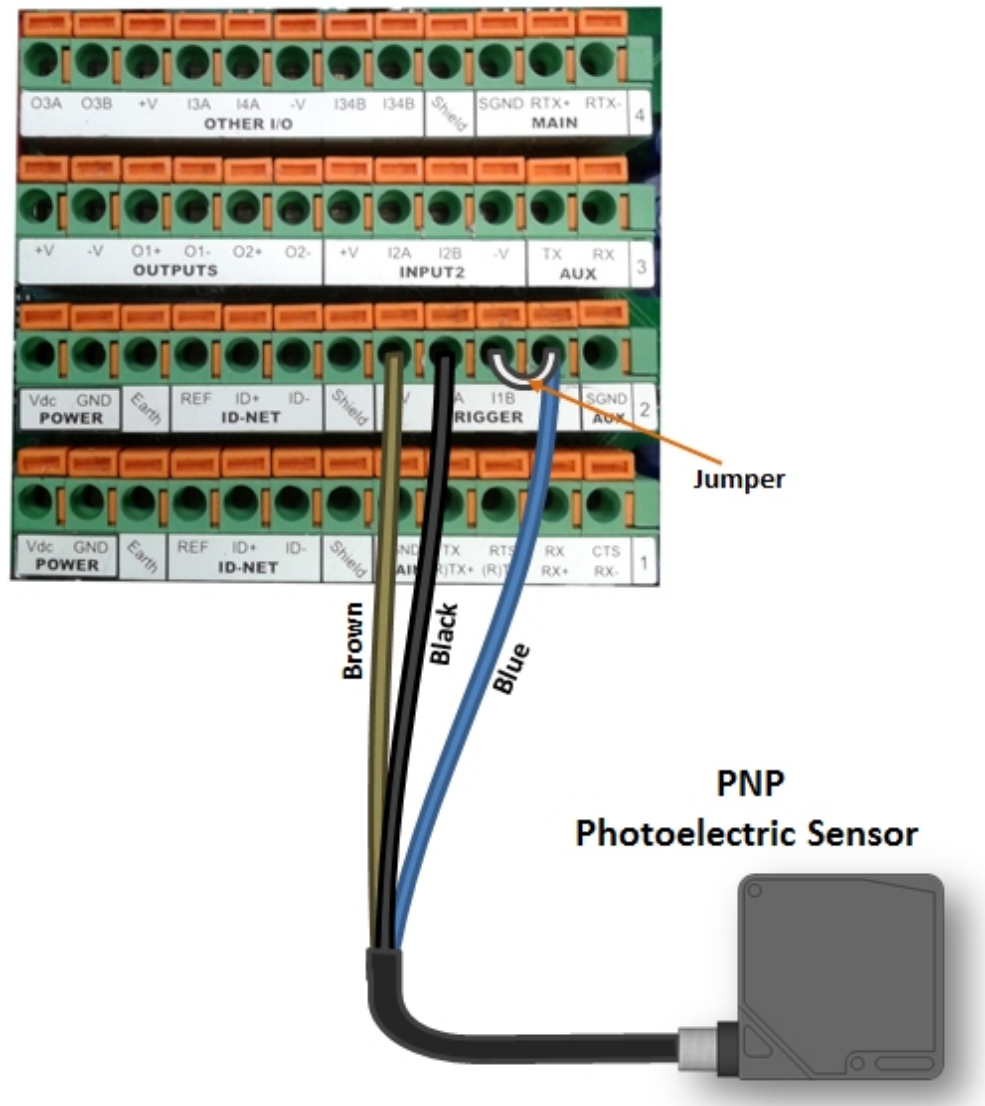 O3A O3B +V I3A I4A -V I34B I34B Shield SGND RTX+ RTX-
OTHER I/O MAIN 4
+V -V O1+ O1- O2+ O2- +V I2A I2B -V TX RX
OUTPUTS INPUT2 AUX 3
Vdc GND Earth REF ID+ ID- Shield I1B SGND
POWER ID-NET RIGGER AUX 2
Jumper
Vdc GND Earth REF ID+ ID- Shield TX RTS RX CTS
POWER ID-NET RX+ RX- 1
Brown
Black
Blue
PNP
Photoelectric Sensor